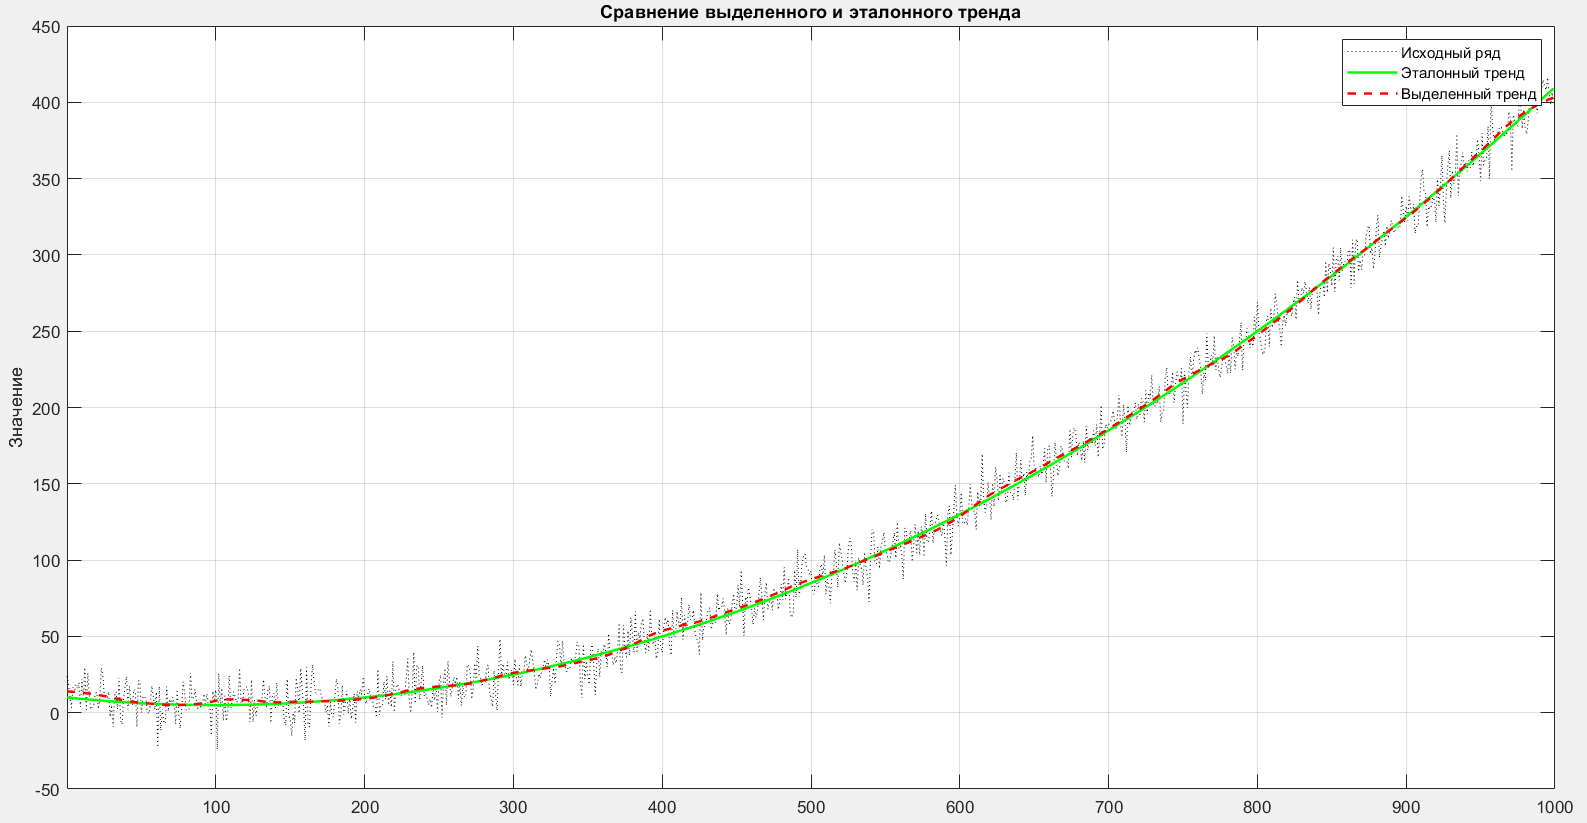 Сравнение выделенного и эталонного тренда
Исходный ряд
Эталонный тренд
Выделенный тренд
Значение
450
400
350
300
250
200
150
100
50
0
-50
100 200 300 400 500 600 700 800 900 1000